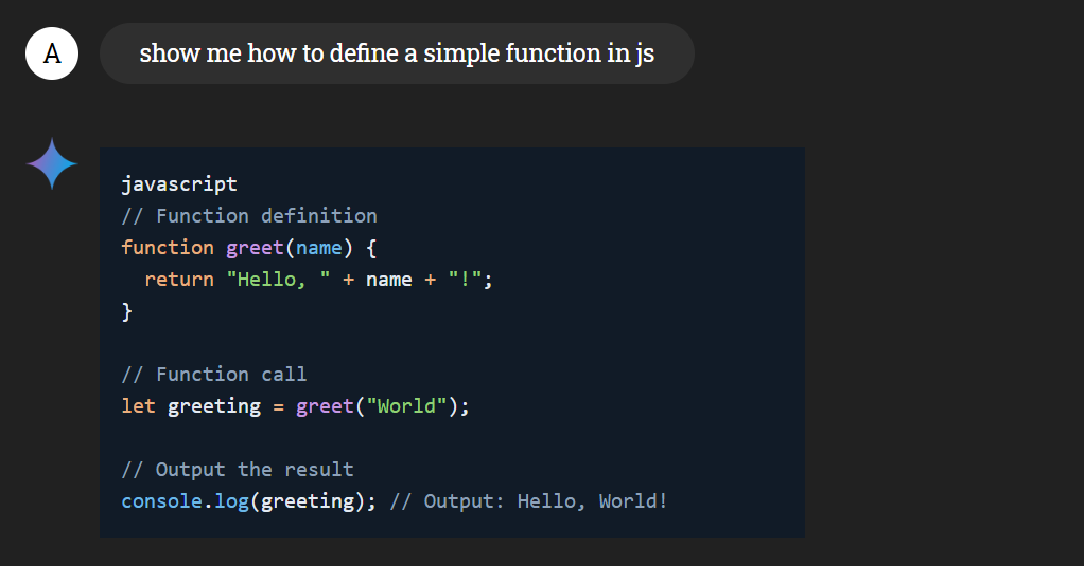 A
show me how to define a simple function in js
javascript
// Function definition
function greet(name) {
  return "Hello, " + name + "!";
}
// Function call
let greeting = greet("World");
// Output the result
console.log(greeting); // Output: Hello, World!